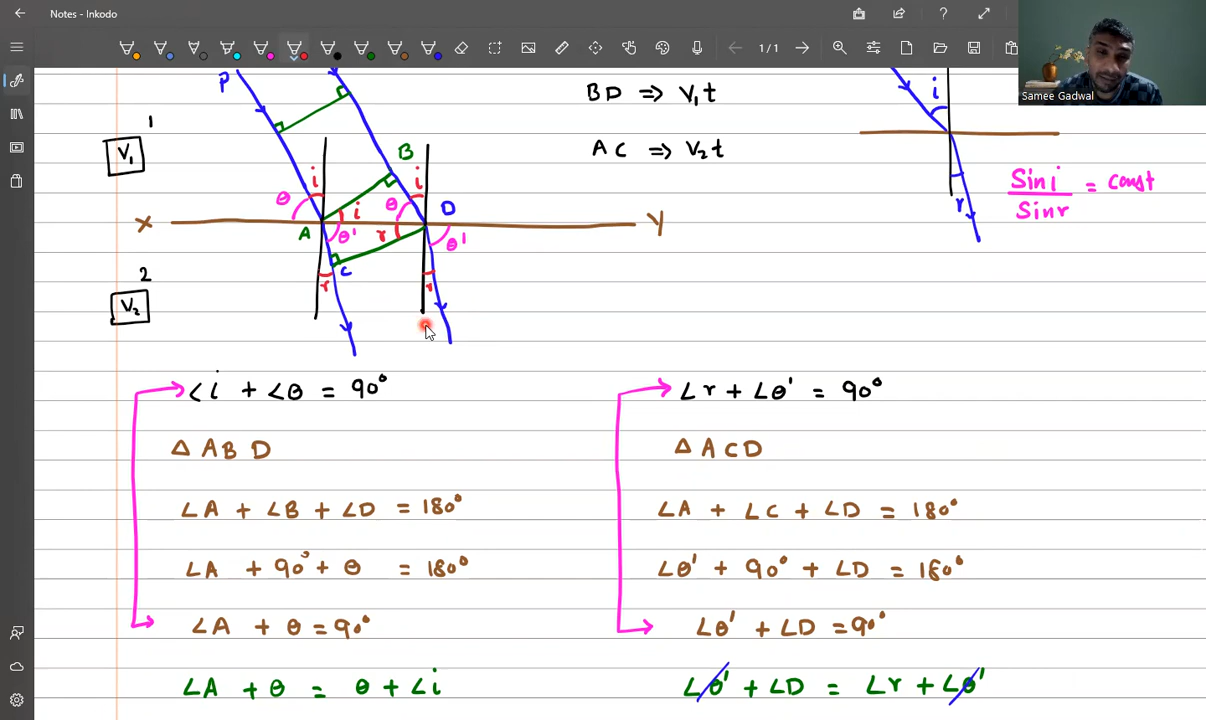 Notes - Inkodo
1/1
Samee Gadwal
P
BD ⇒ V₁t
i
1
V₁
B
AC ⇒ V₂t
θ i i
θ D
Sin i / Sin r = const
r
X A i θ' r θ' Y
C
2
V₂
r r
∠i + ∠θ = 90°
∠r + ∠θ' = 90°
Δ ABD
Δ ACD
∠A + ∠B + ∠D = 180°
∠A + ∠C + ∠D = 180°
∠A + 90° + θ = 180°
∠θ' + 90° + ∠D = 180°
∠A + θ = 90°
∠θ' + ∠D = 90°
∠A + θ = θ + ∠i
∠θ' + ∠D = ∠r + ∠θ'